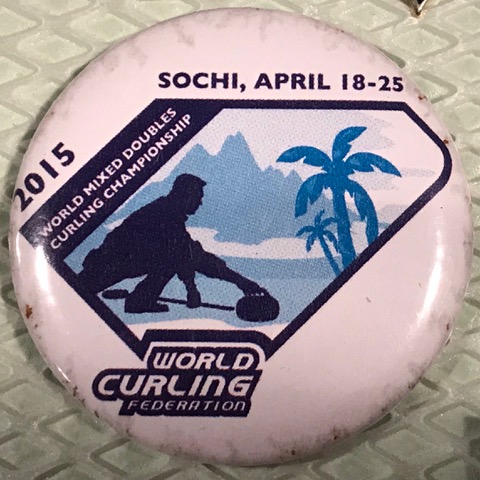 SOCHI, APRIL 18-25
2015
WORLD MIXED DOUBLES
CURLING CHAMPIONSHIP
WORLD
CURLING
FEDERATION